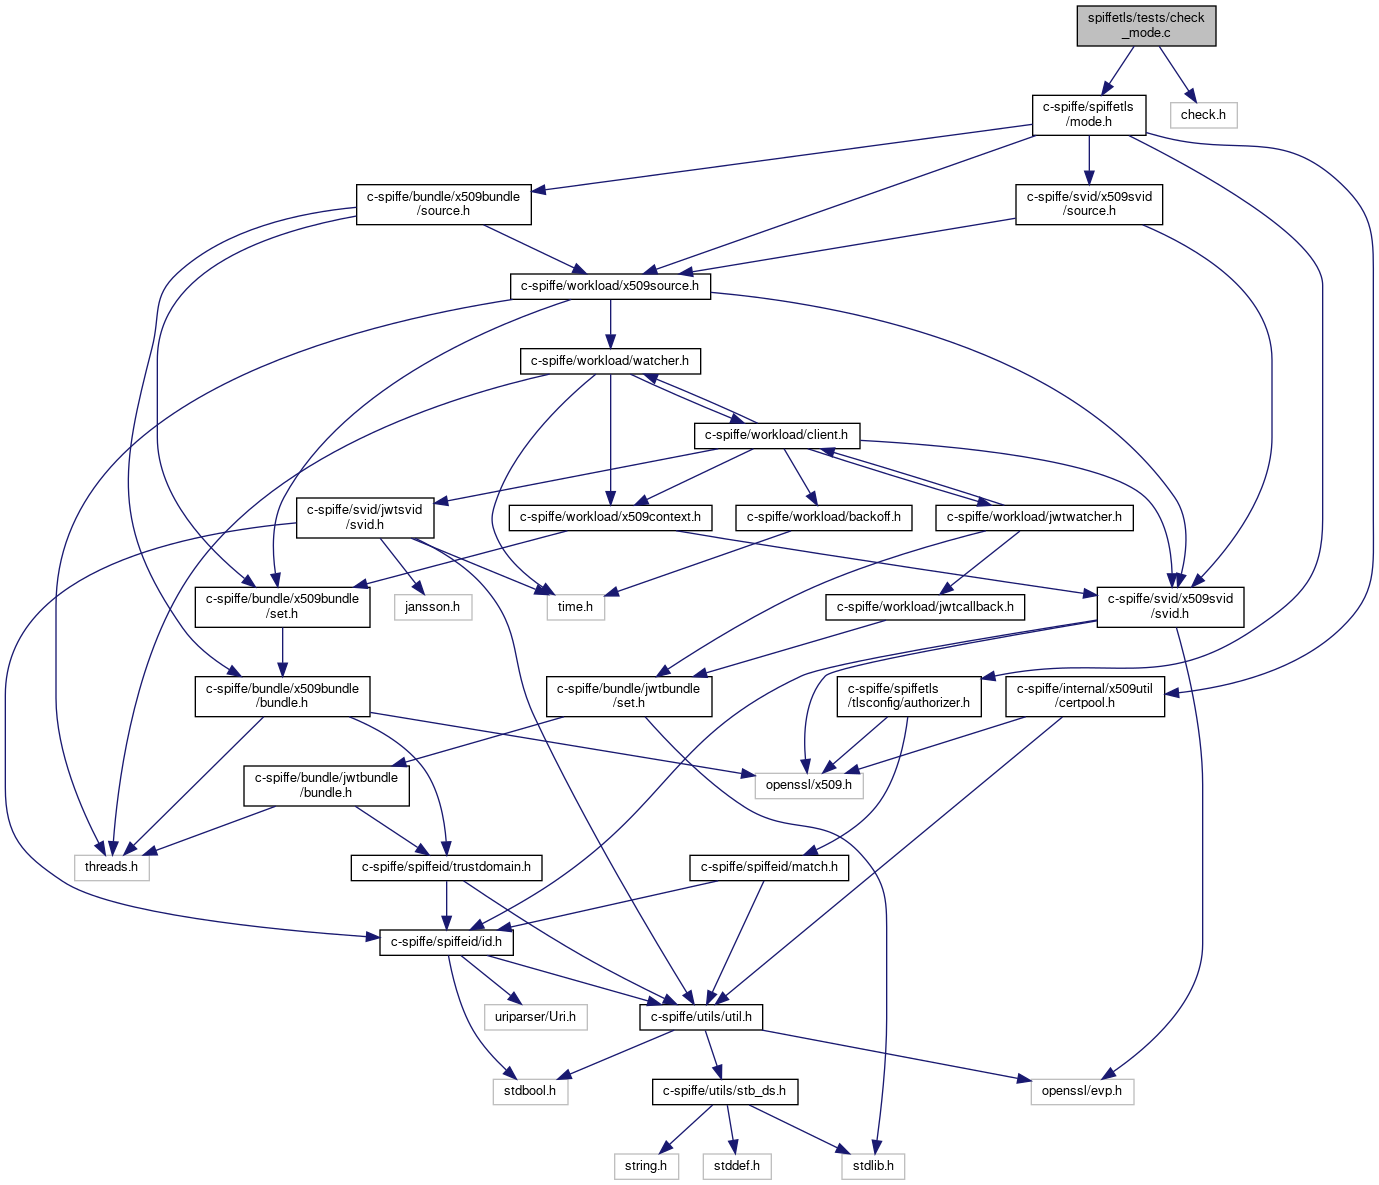 spiffetls/tests/check
_mode.c
c-spiffe/spiffetls
/mode.h
check.h
c-spiffe/bundle/x509bundle
/source.h
c-spiffe/svid/x509svid
/source.h
c-spiffe/workload/x509source.h
c-spiffe/workload/watcher.h
c-spiffe/workload/client.h
c-spiffe/svid/jwtsvid
/svid.h
c-spiffe/workload/x509context.h
c-spiffe/workload/backoff.h
c-spiffe/workload/jwtwatcher.h
c-spiffe/bundle/x509bundle
/set.h
jansson.h
time.h
c-spiffe/workload/jwtcallback.h
c-spiffe/svid/x509svid
/svid.h
c-spiffe/bundle/x509bundle
/bundle.h
c-spiffe/bundle/jwtbundle
/set.h
c-spiffe/spiffetls
/tlsconfig/authorizer.h
c-spiffe/internal/x509util
/certpool.h
c-spiffe/bundle/jwtbundle
/bundle.h
openssl/x509.h
threads.h
c-spiffe/spiffeid/trustdomain.h
c-spiffe/spiffeid/match.h
c-spiffe/spiffeid/id.h
uriparser/Uri.h
c-spiffe/utils/util.h
stdbool.h
c-spiffe/utils/stb_ds.h
openssl/evp.h
string.h
stddef.h
stdlib.h